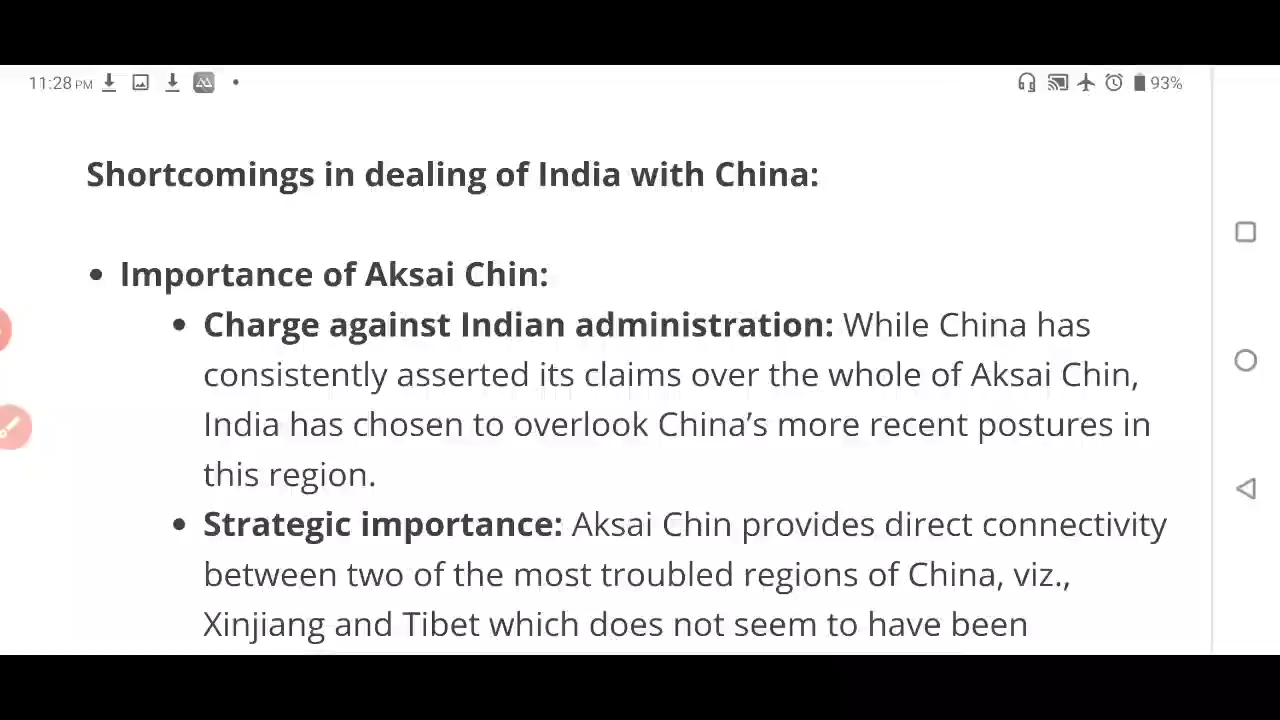 11:28 PM 93%
Shortcomings in dealing of India with China:
• Importance of Aksai Chin:
• Charge against Indian administration: While China has
consistently asserted its claims over the whole of Aksai Chin,
India has chosen to overlook China’s more recent postures in
this region.
• Strategic importance: Aksai Chin provides direct connectivity
between two of the most troubled regions of China, viz.,
Xinjiang and Tibet which does not seem to have been